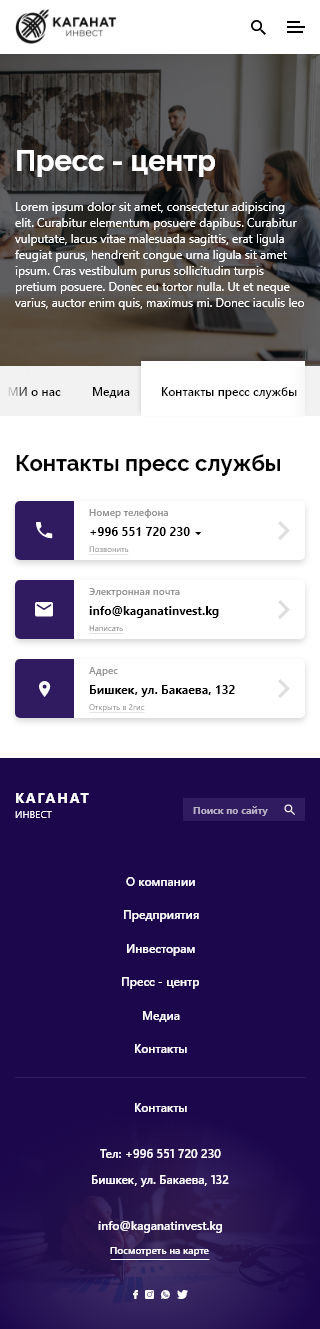 КАГАНАТ
ИНВЕСТ
Пресс - центр
Lorem ipsum dolor sit amet, consectetur adipiscing
elit. Curabitur elementum posuere dapibus. Curabitur
vulputate, lacus vitae malesuada sagittis, erat ligula
feugiat purus, hendrerit congue urna ligula sit amet
ipsum. Cras vestibulum purus sollicitudin turpis
pretium posuere. Donec eu tortor nulla. Ut et neque
varius, auctor enim quis, maximus mi. Donec iaculis leo
МИ о нас Медиа Контакты пресс службы
Контакты пресс службы
Номер телефона
+996 551 720 230
Позвонить
Электронная почта
info@kaganatinvest.kg
Написать
Адрес
Бишкек, ул. Бакаева, 132
Открыть в 2гис
КАГАНАТ
ИНВЕСТ
Поиск по сайту
О компании
Предприятия
Инвесторам
Пресс - центр
Медиа
Контакты
Контакты
Тел: +996 551 720 230
Бишкек, ул. Бакаева, 132
info@kaganatinvest.kg
Посмотреть на карте